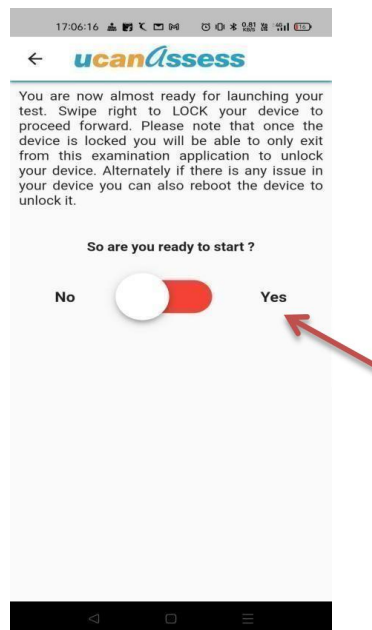 17:06:16
ucanassess
You are now almost ready for launching your
test. Swipe right to LOCK your device to
proceed forward. Please note that once the
device is locked you will be able to only exit
from this examination application to unlock
your device. Alternately if there is any issue in
your device you can also reboot the device to
unlock it.
So are you ready to start ?
No Yes